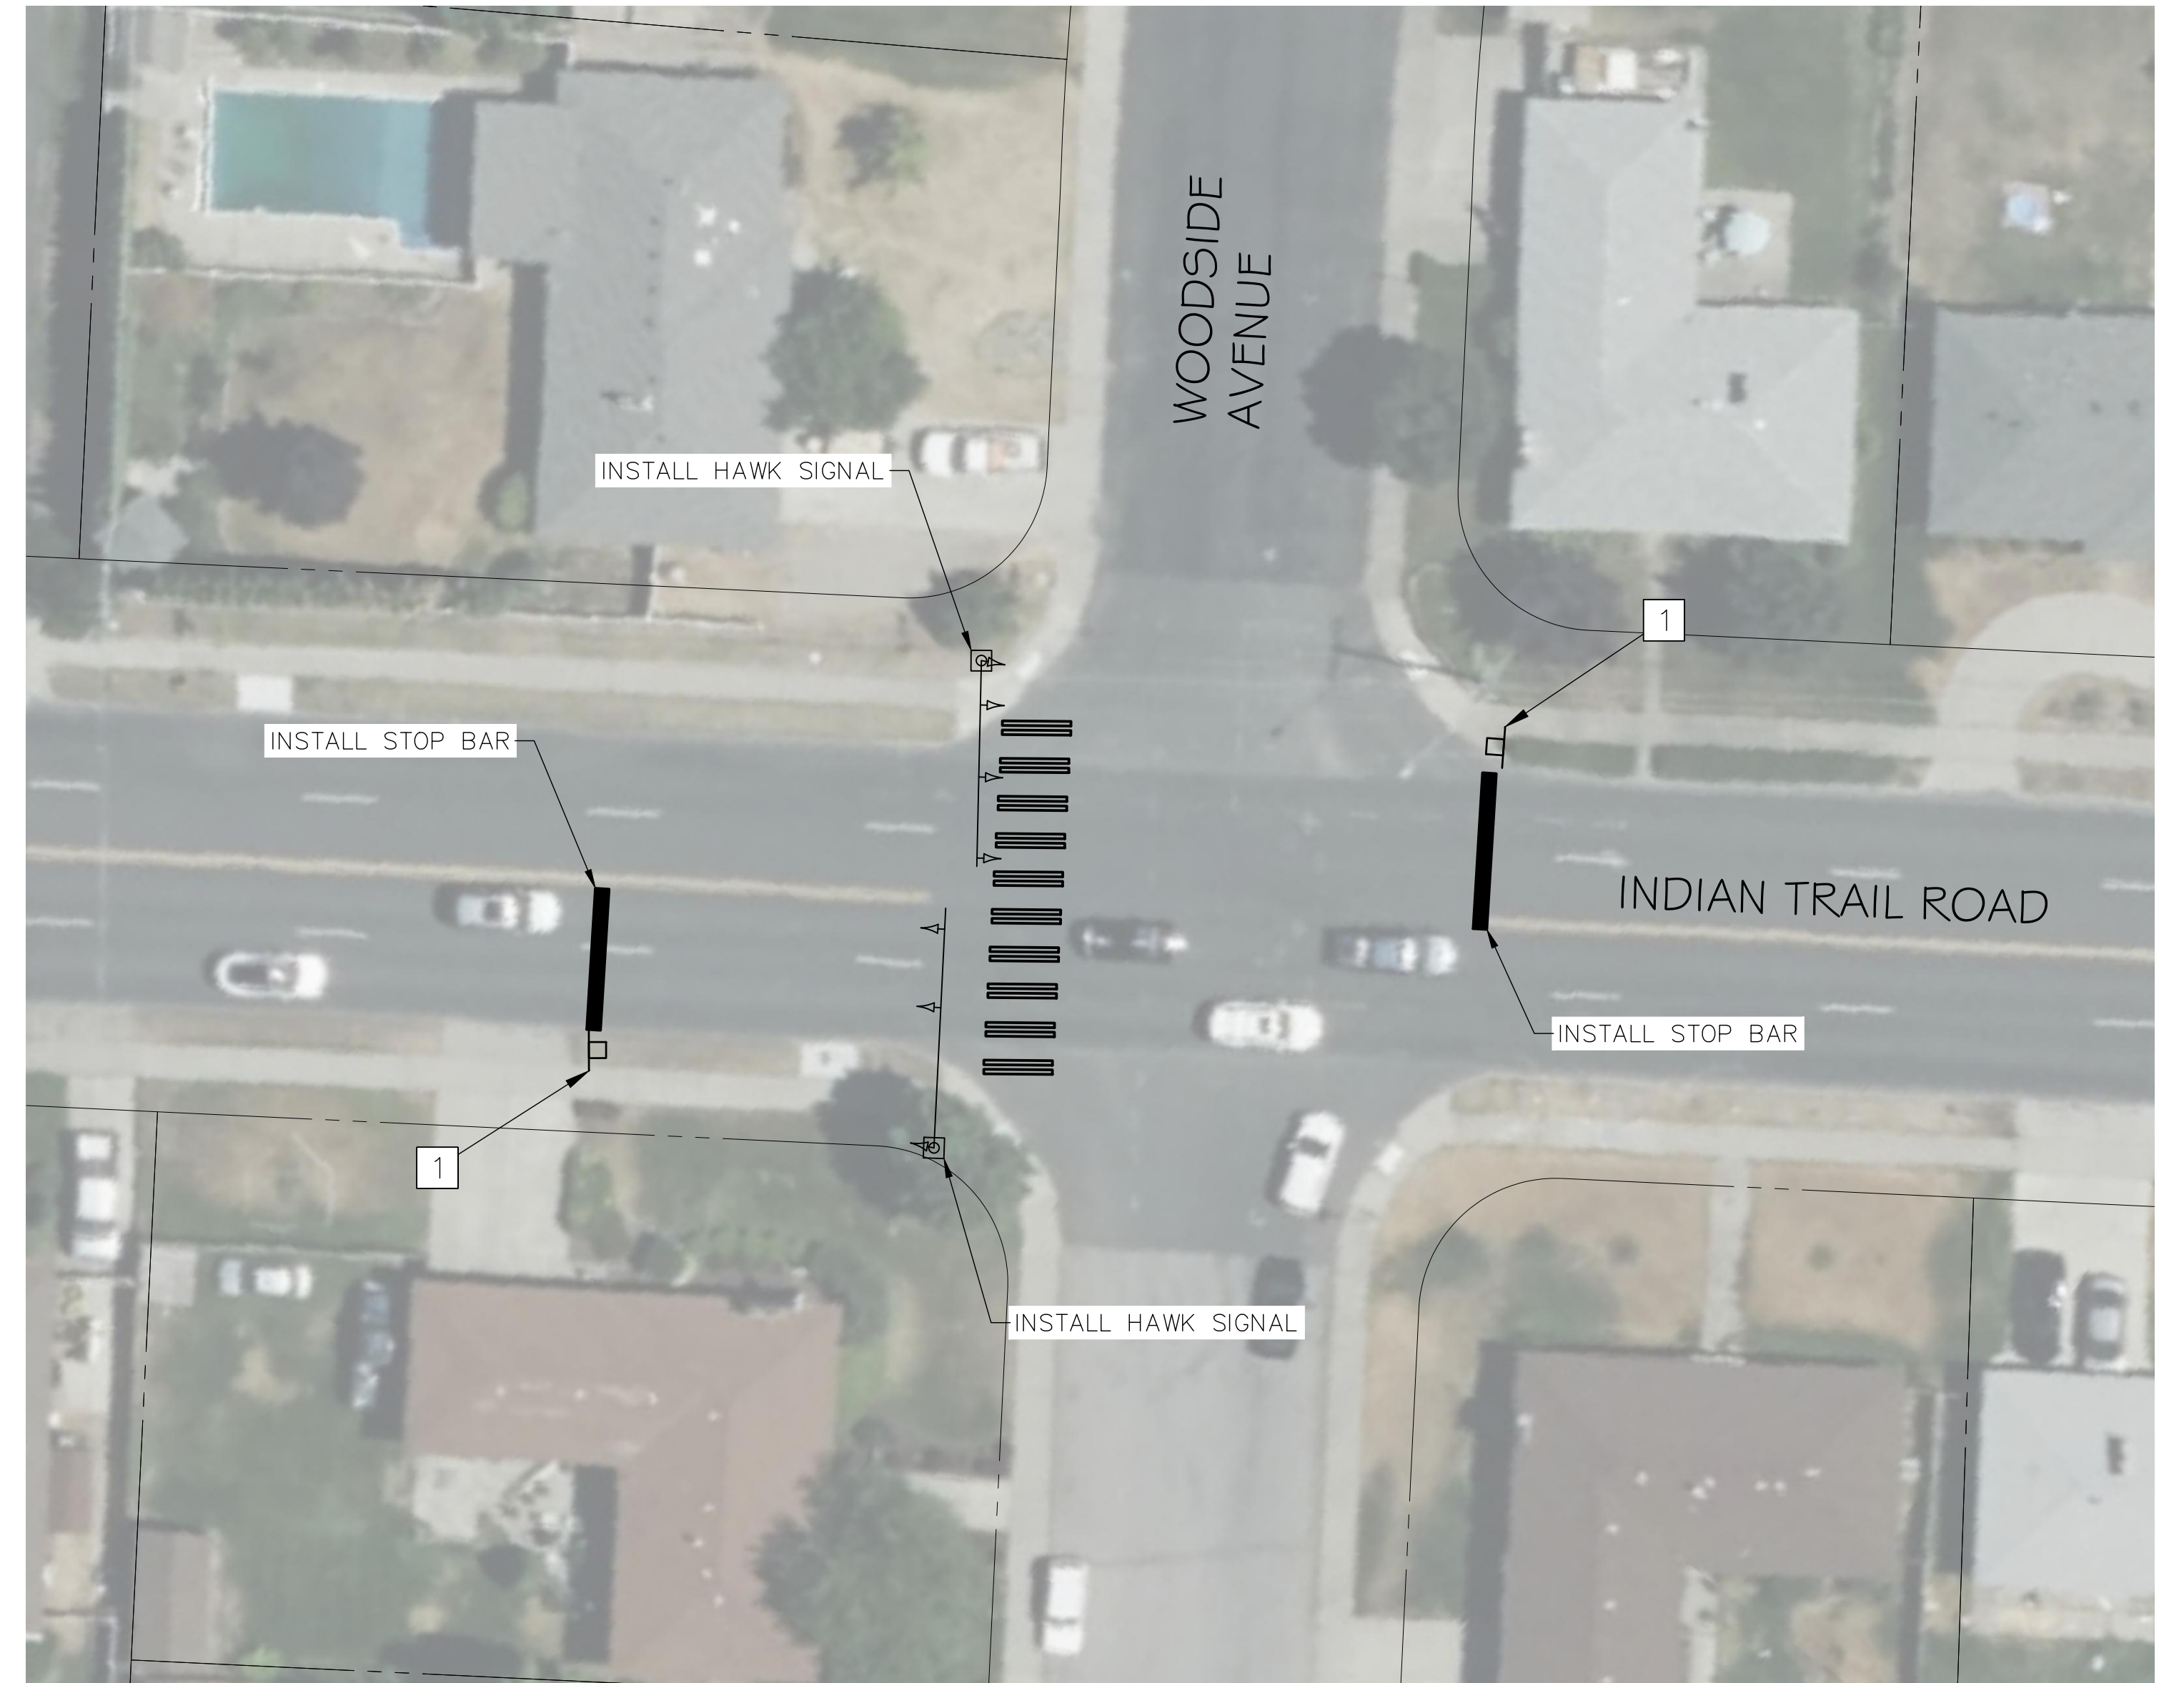 WOODSIDE
AVENUE
INSTALL HAWK SIGNAL
1
INSTALL STOP BAR
INDIAN TRAIL ROAD
INSTALL STOP BAR
1
INSTALL HAWK SIGNAL